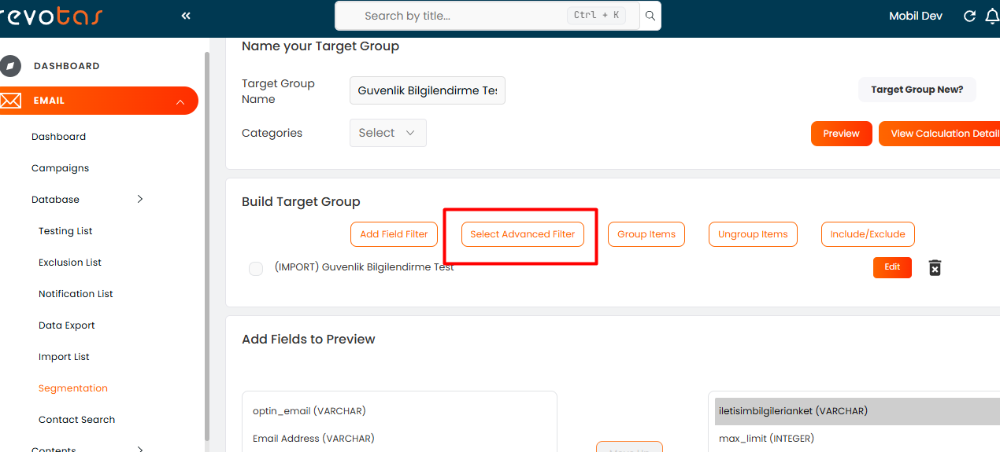 revotas
Search by title...
Ctrl + K
Mobil Dev
DASHBOARD
EMAIL
Dashboard
Campaigns
Database
Testing List
Exclusion List
Notification List
Data Export
Import List
Segmentation
Contact Search
Contents
Name your Target Group
Target Group
Name
Guvenlik Bilgilendirme Tes
Target Group New?
Categories
Select
Preview
View Calculation Detail
Build Target Group
Add Field Filter
Select Advanced Filter
Group Items
Ungroup Items
Include/Exclude
(IMPORT) Guvenlik Bilgilendirme Test
Edit
Add Fields to Preview
optin_email (VARCHAR)
Email Address (VARCHAR)
Move Up
iletisimbilgilerianket (VARCHAR)
max_limit (INTEGER)